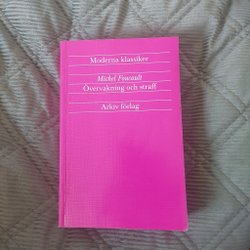 Moderna klassiker
Michel Foucault
Övervakning och straff
Arkiv förlag